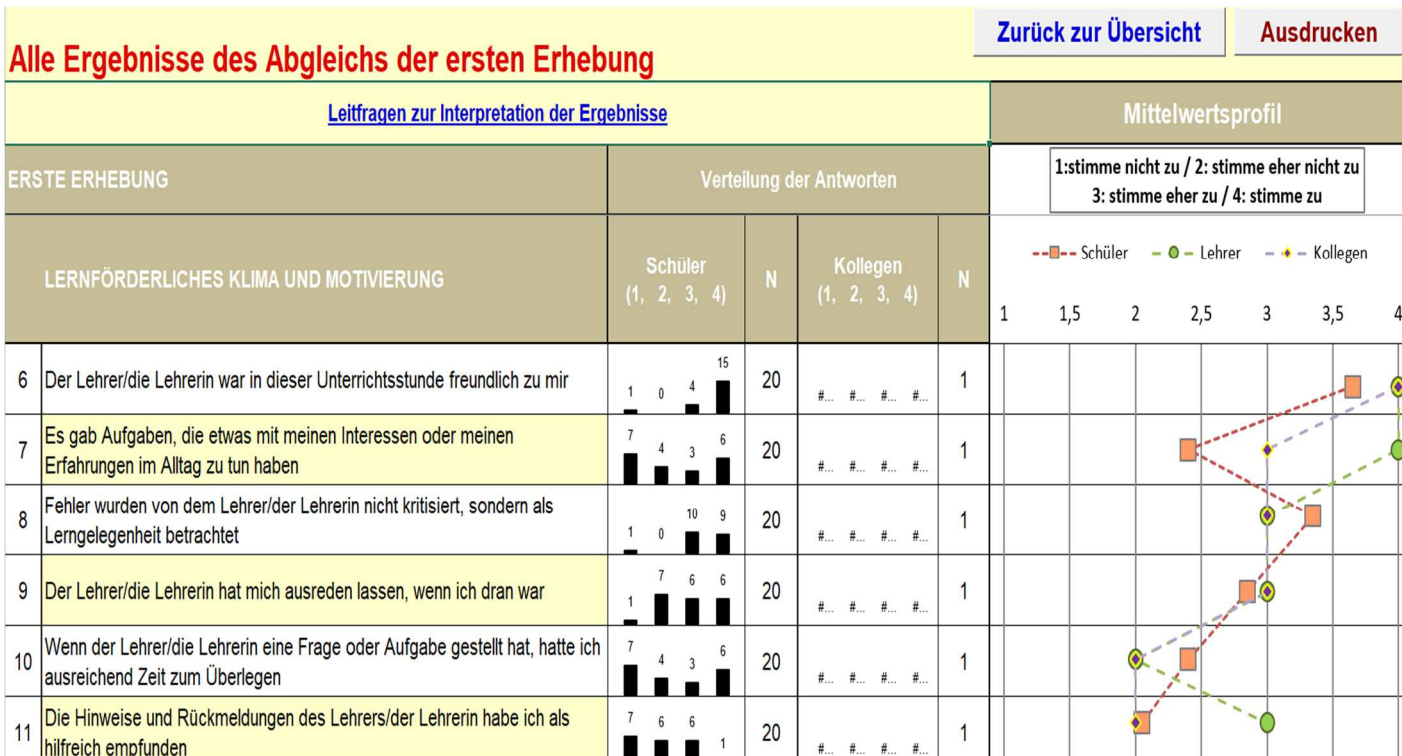 Alle Ergebnisse des Abgleichs der ersten Erhebung
Zurück zur Übersicht
Ausdrucken
Leitfragen zur Interpretation der Ergebnisse
Mittelwertsprofil
ERSTE ERHEBUNG
Verteilung der Antworten
1:stimme nicht zu / 2: stimme eher nicht zu
3: stimme eher zu / 4: stimme zu
LERNFÖRDERLICHES KLIMA UND MOTIVIERUNG
Schüler
(1, 2, 3, 4)
N
Kollegen
(1, 2, 3, 4)
N
Schüler Lehrer Kollegen
1 1,5 2 2,5 3 3,5 4
6 Der Lehrer/die Lehrerin war in dieser Unterrichtsstunde freundlich zu mir
1 0 4 15
20
#... #... #... #...
1
7 Es gab Aufgaben, die etwas mit meinen Interessen oder meinen
Erfahrungen im Alltag zu tun haben
7 4 3 6
20
#... #... #... #...
1
8 Fehler wurden von dem Lehrer/der Lehrerin nicht kritisiert, sondern als
Lerngelegenheit betrachtet
1 0 10 9
20
#... #... #... #...
1
9 Der Lehrer/die Lehrerin hat mich ausreden lassen, wenn ich dran war
1 7 6 6
20
#... #... #... #...
1
10 Wenn der Lehrer/die Lehrerin eine Frage oder Aufgabe gestellt hat, hatte ich
ausreichend Zeit zum Überlegen
7 4 3 6
20
#... #... #... #...
1
11 Die Hinweise und Rückmeldungen des Lehrers/der Lehrerin habe ich als
hilfreich empfunden
7 6 6 1
20
#... #... #... #...
1